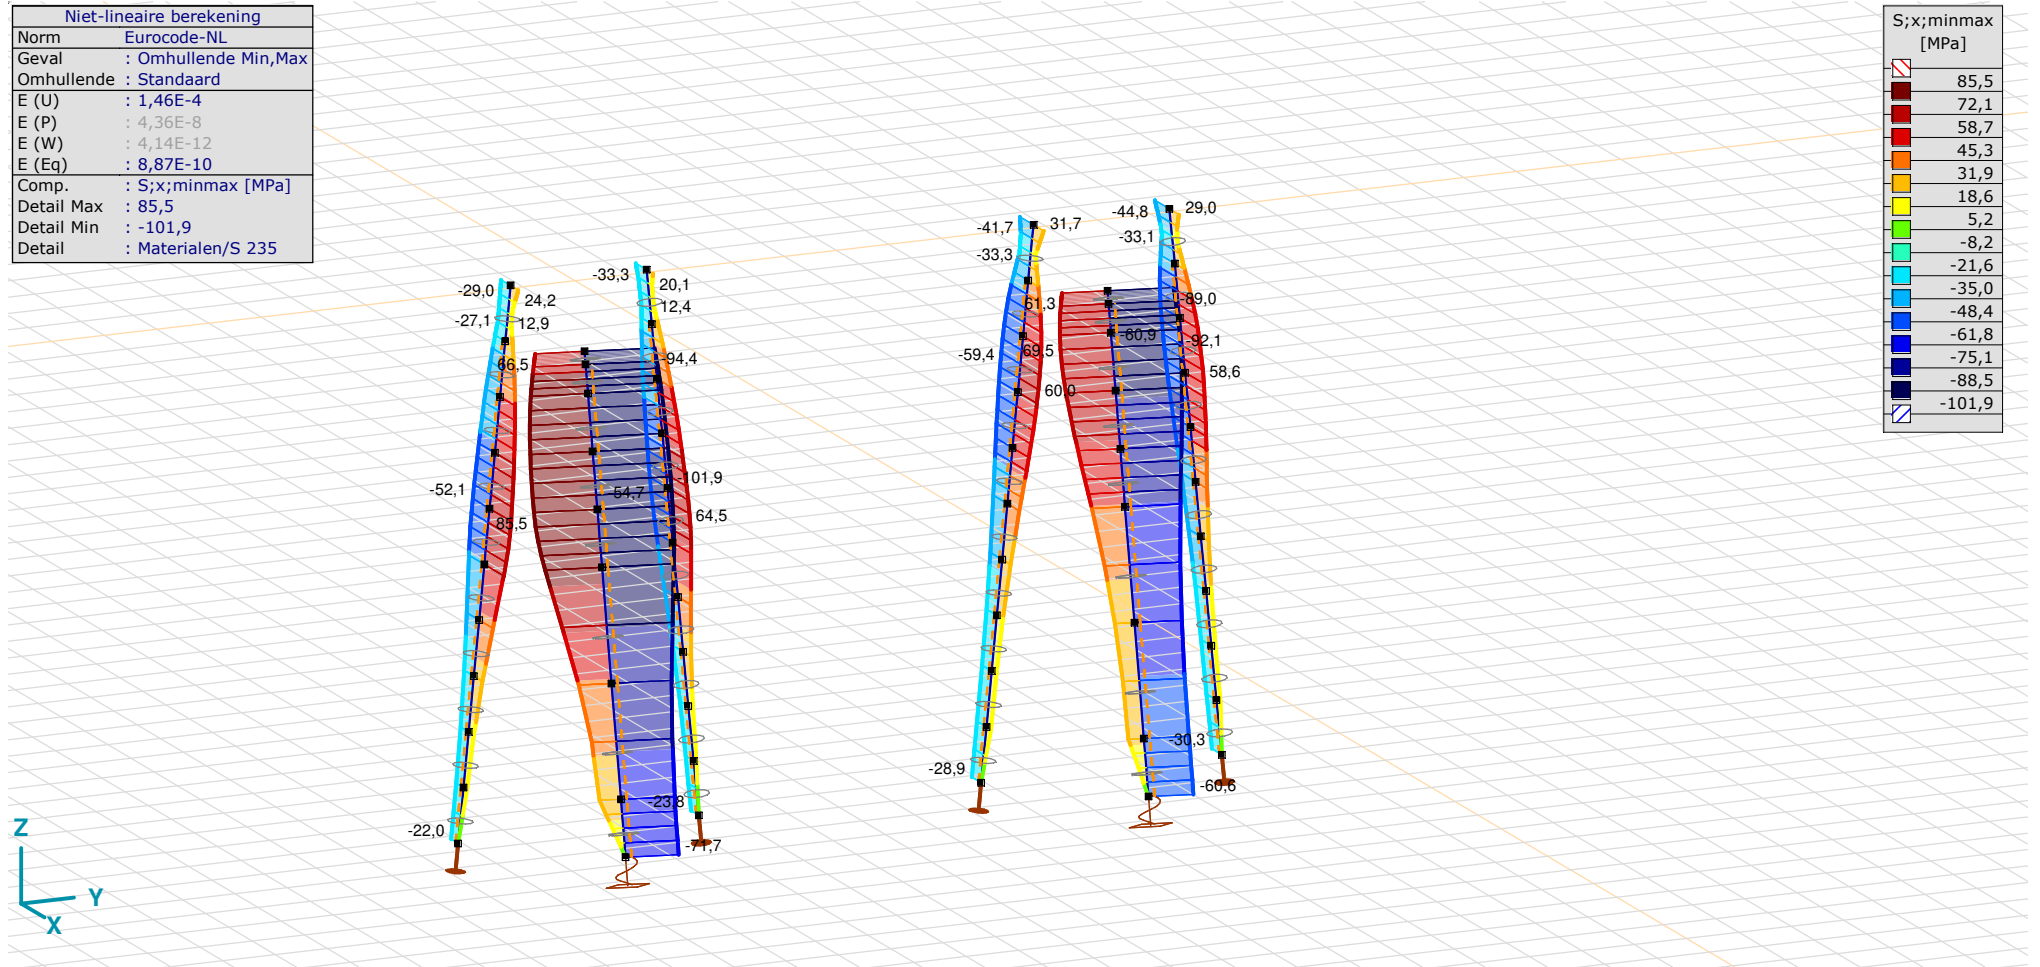 Niet-lineaire berekening
Norm Eurocode-NL
Geval : Omhullende Min,Max
Omhullende : Standaard
E (U) : 1,46E-4
E (P) : 4,36E-8
E (W) : 4,14E-12
E (Eq) : 8,87E-10
Comp. : S;x;minmax [MPa]
Detail Max : 85,5
Detail Min : -101,9
Detail : Materialen/S 235
S;x;minmax
[MPa]
85,5
72,1
58,7
45,3
31,9
18,6
5,2
-8,2
-21,6
-35,0
-48,4
-61,8
-75,1
-88,5
-101,9
-29,0
24,2
-27,1
12,9
66,5
-52,1
85,5
-22,0
-33,3
20,1
12,4
-94,4
-101,9
-54,7
64,5
-23,8
-71,7
-41,7
31,7
-33,3
61,3
-59,4
69,5
60,0
-28,9
-44,8
29,0
-33,1
-89,0
-60,9
-92,1
58,6
-30,3
-60,6
Z
Y
X